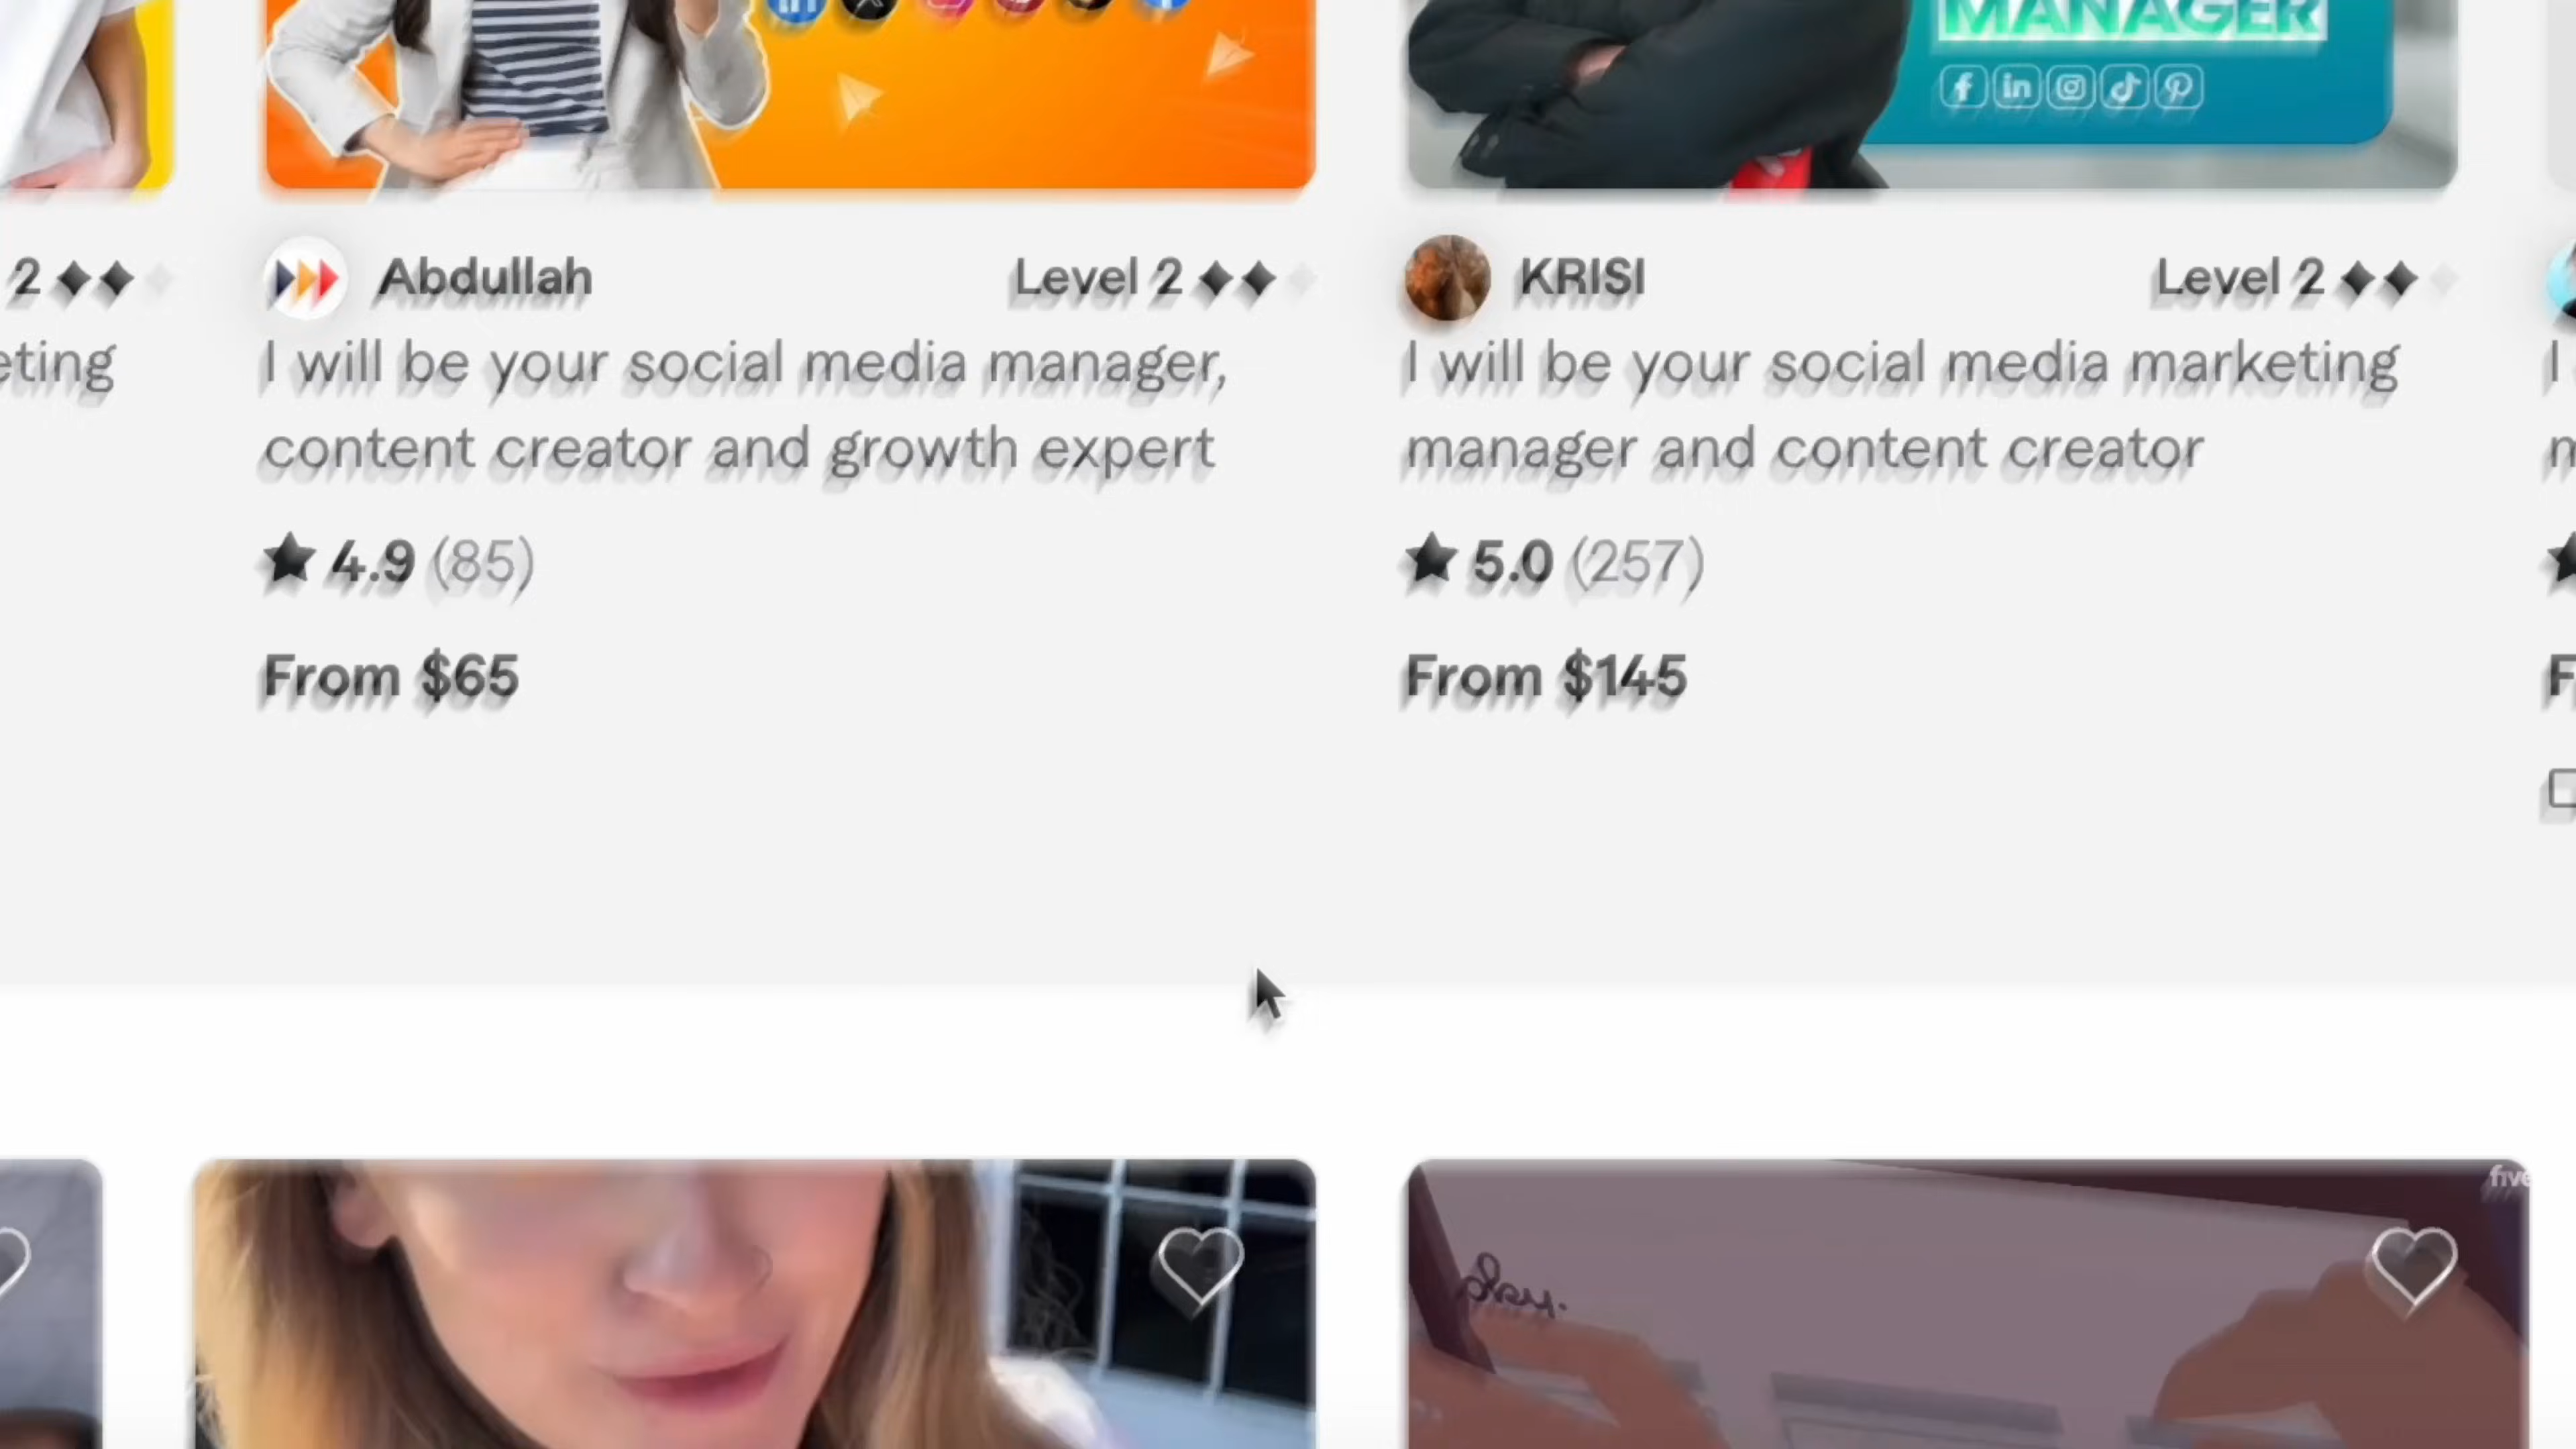 MANAGER
2
Abdullah
Level 2
KRISI
Level 2
eting
I will be your social media manager,
content creator and growth expert
I will be your social media marketing
manager and content creator
I
m
4.9 (85)
5.0 (257)
From $65
From $145
F
five